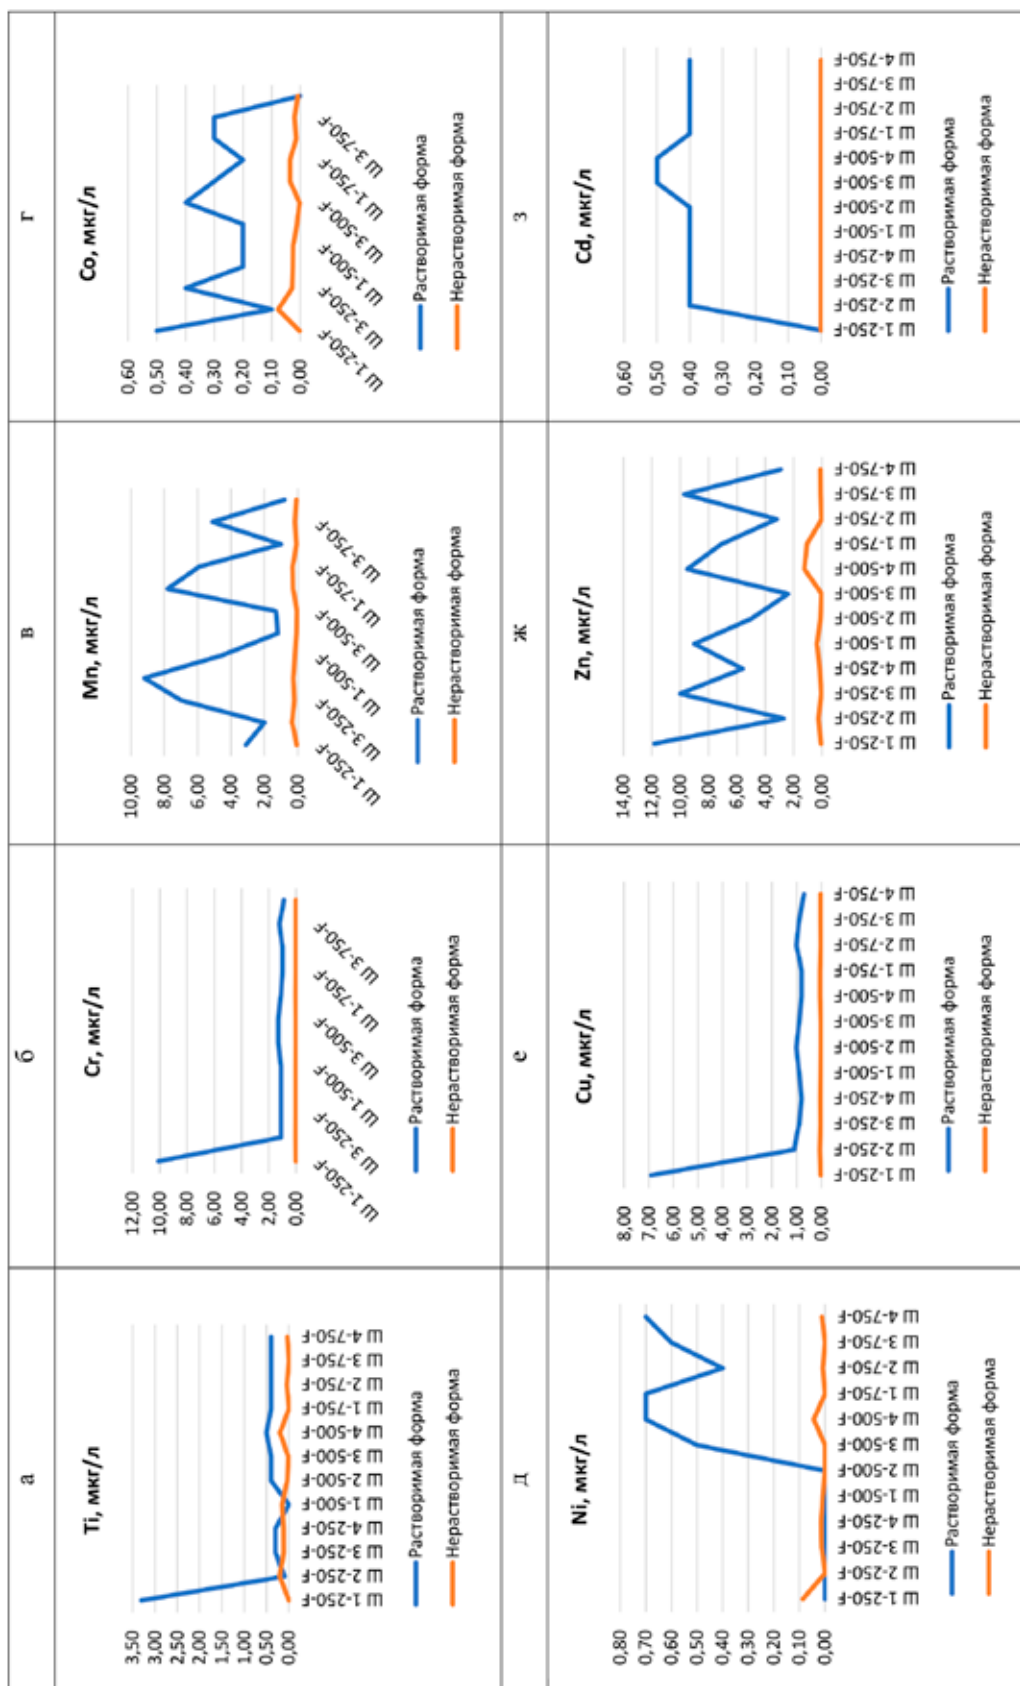 а
б
в
г
Ti, мкг/л
3,50
3,00
2,50
2,00
1,50
1,00
0,50
0,00
Ш 1-250-F
Ш 2-250-F
Ш 3-250-F
Ш 4-250-F
Ш 1-500-F
Ш 2-500-F
Ш 3-500-F
Ш 4-500-F
Ш 1-750-F
Ш 2-750-F
Ш 3-750-F
Ш 4-750-F
Растворимая форма
Нерастворимая форма
Cr, мкг/л
12,00
10,00
8,00
6,00
4,00
2,00
0,00
Ш 1-250-F
Ш 3-250-F
Ш 1-500-F
Ш 3-500-F
Ш 1-750-F
Ш 3-750-F
Растворимая форма
Нерастворимая форма
Mn, мкг/л
10,00
8,00
6,00
4,00
2,00
0,00
Ш 1-250-F
Ш 3-250-F
Ш 1-500-F
Ш 3-500-F
Ш 1-750-F
Ш 3-750-F
Растворимая форма
Нерастворимая форма
Co, мкг/л
0,60
0,50
0,40
0,30
0,20
0,10
0,00
Ш 1-250-F
Ш 3-250-F
Ш 1-500-F
Ш 3-500-F
Ш 1-750-F
Ш 3-750-F
Растворимая форма
Нерастворимая форма
д
е
ж
з
Ni, мкг/л
0,80
0,70
0,60
0,50
0,40
0,30
0,20
0,10
0,00
Ш 1-250-F
Ш 2-250-F
Ш 3-250-F
Ш 4-250-F
Ш 1-500-F
Ш 2-500-F
Ш 3-500-F
Ш 4-500-F
Ш 1-750-F
Ш 2-750-F
Ш 3-750-F
Ш 4-750-F
Растворимая форма
Нерастворимая форма
Cu, мкг/л
8,00
7,00
6,00
5,00
4,00
3,00
2,00
1,00
0,00
Ш 1-250-F
Ш 2-250-F
Ш 3-250-F
Ш 4-250-F
Ш 1-500-F
Ш 2-500-F
Ш 3-500-F
Ш 4-500-F
Ш 1-750-F
Ш 2-750-F
Ш 3-750-F
Ш 4-750-F
Растворимая форма
Нерастворимая форма
Zn, мкг/л
14,00
12,00
10,00
8,00
6,00
4,00
2,00
0,00
Ш 1-250-F
Ш 2-250-F
Ш 3-250-F
Ш 4-250-F
Ш 1-500-F
Ш 2-500-F
Ш 3-500-F
Ш 4-500-F
Ш 1-750-F
Ш 2-750-F
Ш 3-750-F
Ш 4-750-F
Растворимая форма
Нерастворимая форма
Cd, мкг/л
0,60
0,50
0,40
0,30
0,20
0,10
0,00
Ш 1-250-F
Ш 2-250-F
Ш 3-250-F
Ш 4-250-F
Ш 1-500-F
Ш 2-500-F
Ш 3-500-F
Ш 4-500-F
Ш 1-750-F
Ш 2-750-F
Ш 3-750-F
Ш 4-750-F
Растворимая форма
Нерастворимая форма